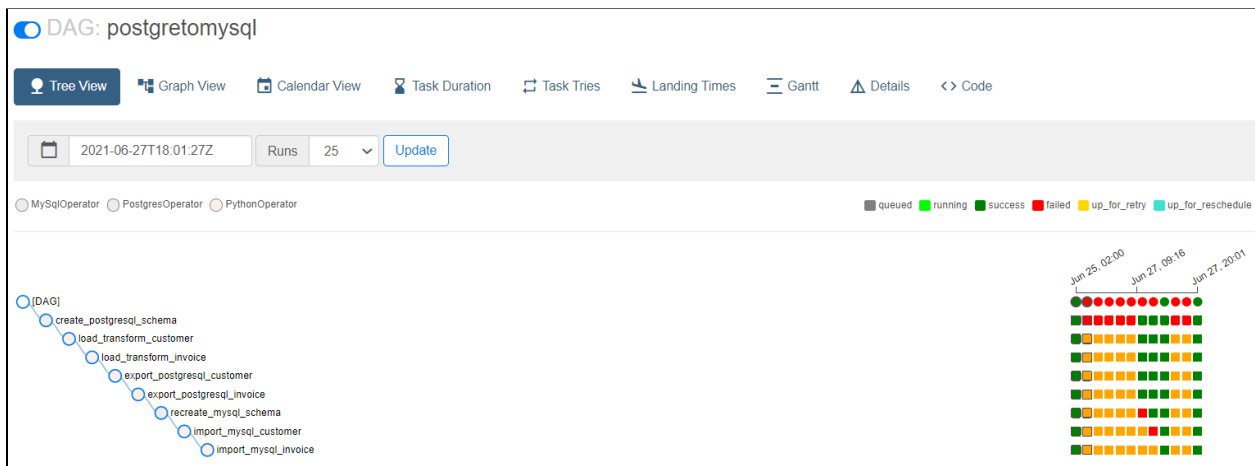 DAG: postgretomysql
Tree View Graph View Calendar View Task Duration Task Tries Landing Times Gantt Details <> Code
2021-06-27T18:01:27Z Runs 25 Update
MySqlOperator PostgresOperator PythonOperator queued running success failed up_for_retry up_for_reschedule
Jun 25, 02:00 Jun 27, 09:16 Jun 27, 20:01
[DAG]
create_postgresql_schema
load_transform_customer
load_transform_invoice
export_postgresql_customer
export_postgresql_invoice
recreate_mysql_schema
import_mysql_customer
import_mysql_invoice